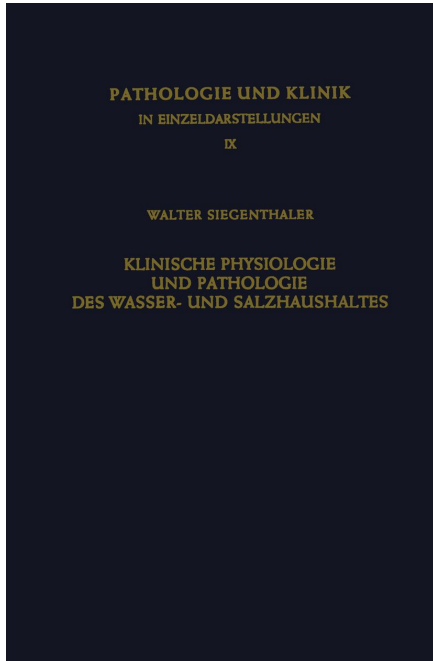 PATHOLOGIE UND KLINIK
IN EINZELDARSTELLUNGEN
IX
WALTER SIEGENTHALER
KLINISCHE PHYSIOLOGIE
UND PATHOLOGIE
DES WASSER- UND SALZHAUSHALTES